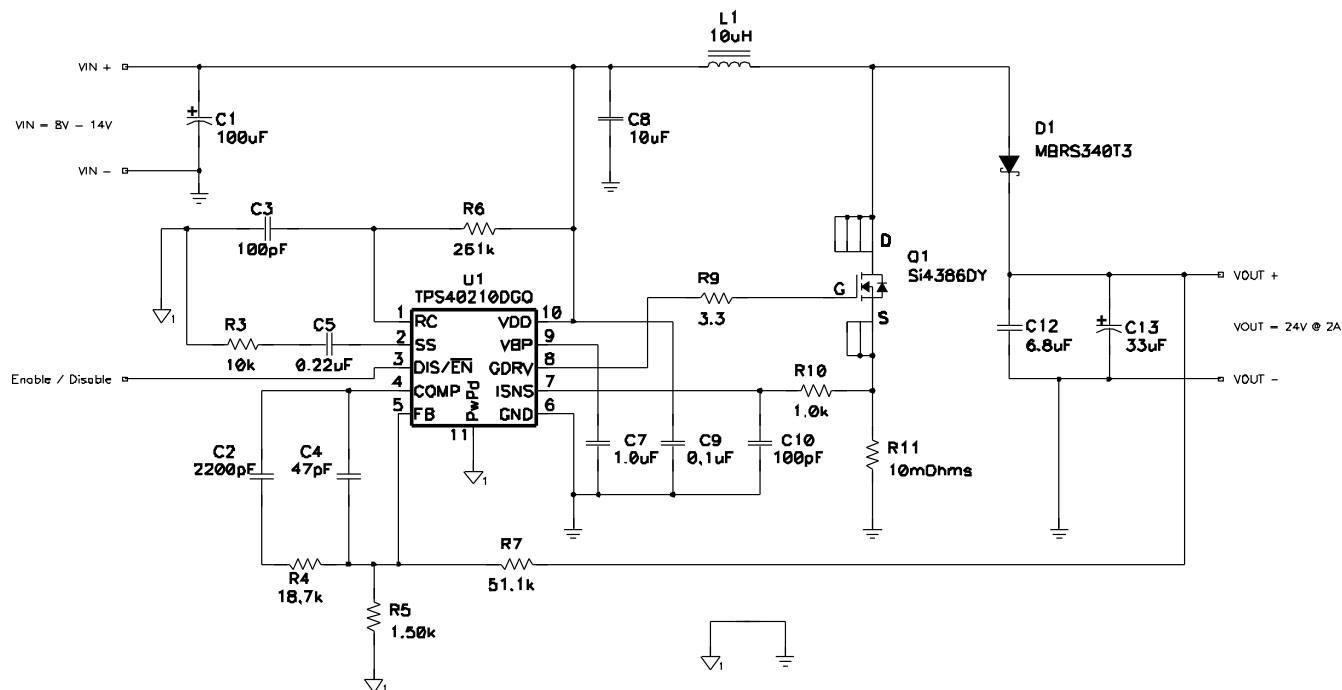 L1
10uH
VIN +
C1
100uF
VIN = 8V - 14V
VIN -
C8
10uF
D1
MBRS340T3
C3
100pF
R6
261k
D
Q1
Si4386DY
G
S
R9
3.3
U1
TPS40210DGQ
1 RC VDD 10
2 SS VBP 9
3 DIS/EN GDRV 8
4 COMP ISNS 7
5 FB GND 6
PwPd
11
R3
10k
C5
0.22uF
Enable / Disable
VOUT +
C12
6.8uF
C13
33uF
VOUT = 24V @ 2A
VOUT -
R10
1.0k
C2
2200pF
C4
47pF
C7
1.0uF
C9
0.1uF
C10
100pF
R11
10mOhms
R7
51.1k
R4
18.7k
R5
1.50k
1
1
1
1